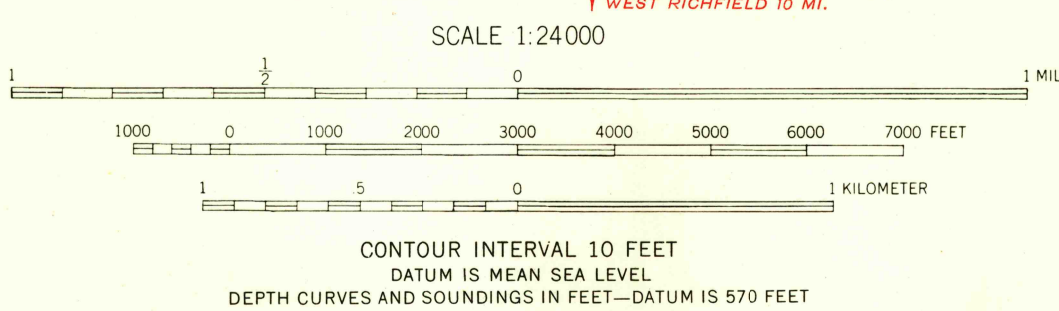 WEST RICHFIELD 10 MI.
SCALE 1:24000
1 1/2 0 1 MIL
1000 0 1000 2000 3000 4000 5000 6000 7000 FEET
1 .5 0 1 KILOMETER
CONTOUR INTERVAL 10 FEET
DATUM IS MEAN SEA LEVEL
DEPTH CURVES AND SOUNDINGS IN FEET—DATUM IS 570 FEET